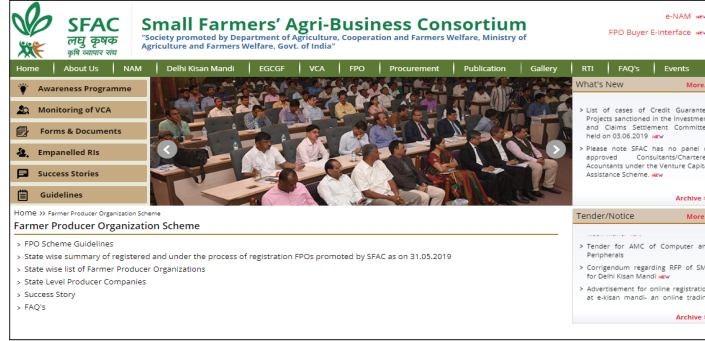 e-NAM NEW
FPO Buyer E-Interface NEW
SFAC
लघु कृषक
कृषि व्यापार संघ
Small Farmers' Agri-Business Consortium
"Society promoted by Department of Agriculture, Cooperation and Farmers Welfare, Ministry of
Agriculture and Farmers Welfare, Govt. of India"
Home About Us NAM Delhi Kisan Mandi EGCGF VCA FPO Procurement Publication Gallery RTI FAQ's Events
Awareness Programme
Monitoring of VCA
Forms & Documents
Empanelled RIs
Success Stories
Guidelines
What's New More
> List of cases of Credit Guarante
Projects sanctioned in the Investmen
and Claims Settlement Committe
held on 03.06.2019 NEW
> Please note SFAC has no panel
approved Consultants/Chartere
Acountants under the Venture Capit
Assistance Scheme. NEW
Archive
Home >> Farmer Producer Organization Scheme
Farmer Producer Organization Scheme
> FPO Scheme Guidelines
> State wise summary of registered and under the process of registration FPOs promoted by SFAC as on 31.05.2019
> State wise list of Farmer Producer Organizations
> State Level Producer Companies
> Success Story
> FAQ's
Tender/Notice More
> Tender for AMC of Computer an
Peripherals
> Corrigendum regarding RFP of SM
for Delhi Kisan Mandi NEW
> Advertisement for online registratio
at e-kisan mandi- an online tradin
Archive